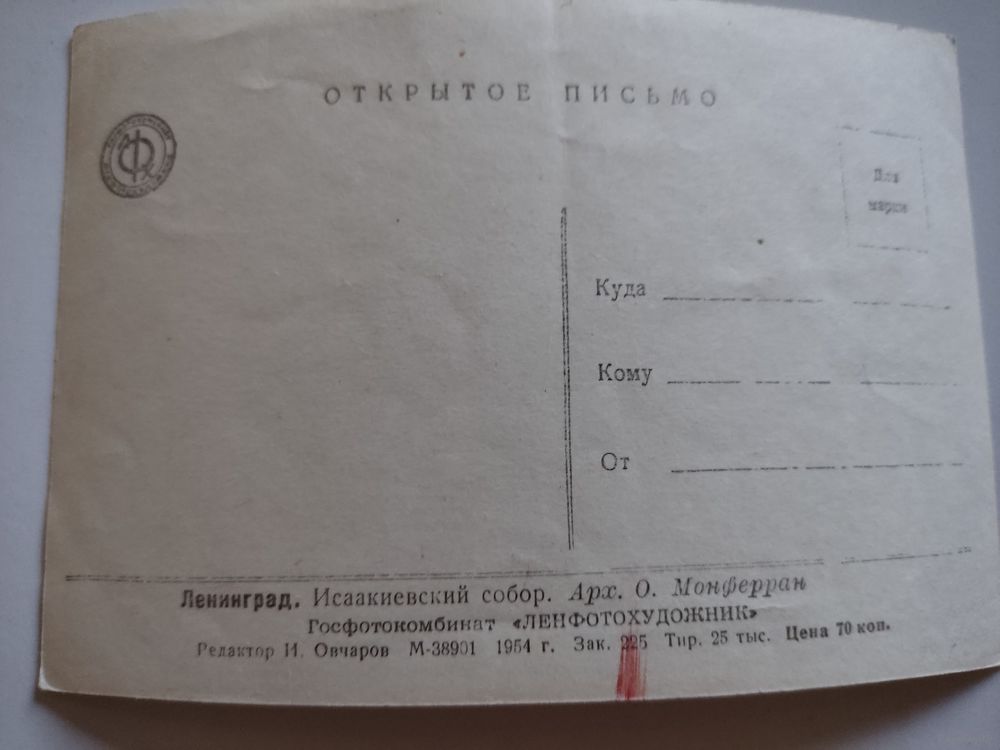 ОТКРЫТОЕ ПИСЬМО
Для
марки
Куда
Кому
От
Ленинград. Исаакиевский собор. Арх. О. Монферран
Госфотокомбинат «ЛЕНФОТОХУДОЖНИК»
Редактор И. Овчаров М-38901 1954 г. Зак. 225 Тир. 25 тыс. Цена 70 коп.